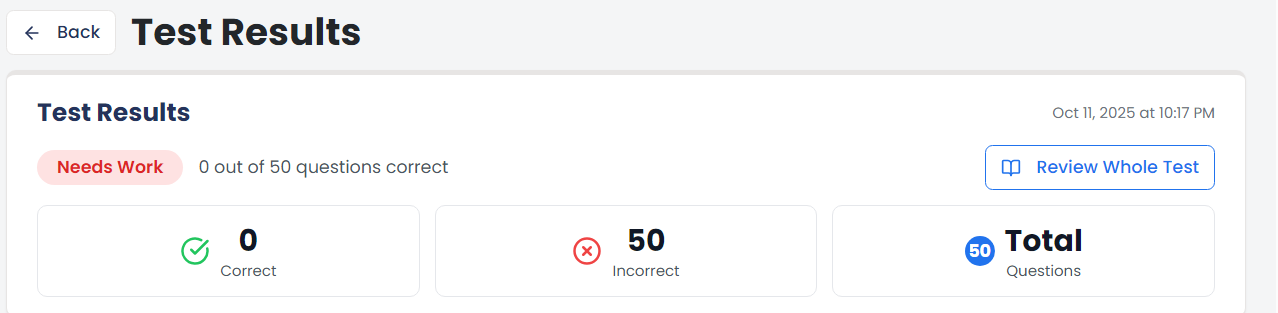 Back
Test Results
Test Results
Oct 11, 2025 at 10:17 PM
Needs Work
0 out of 50 questions correct
Review Whole Test
0
Correct
50
Incorrect
50
Total
Questions